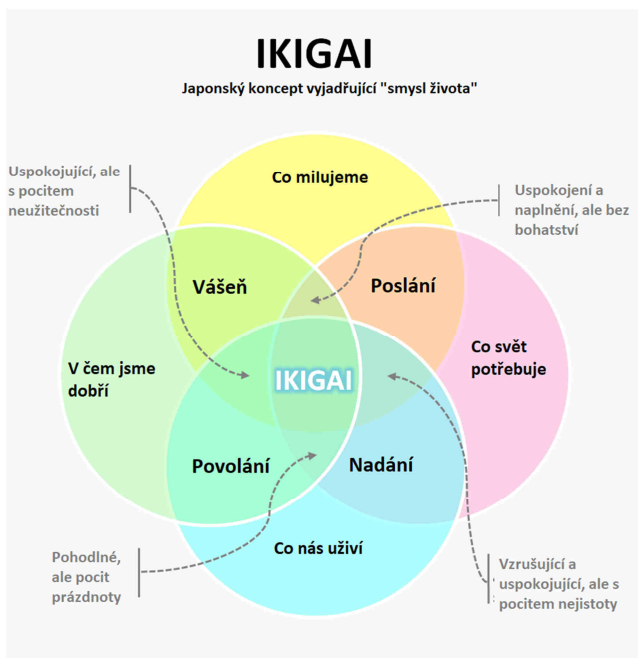 IKIGAI
Japonský koncept vyjadřující "smysl života"
Co milujeme
Uspokojující, ale
s pocitem
neužitečnosti
Uspokojení a
naplnění, ale bez
bohatství
Vášeň
Poslání
V čem jsme
dobří
Co svět
potřebuje
IKIGAI
Povolání
Nadání
Co nás uživí
Pohodlné,
ale pocit
prázdnoty
Vzrušující a
uspokojující, ale s
pocitem nejistoty